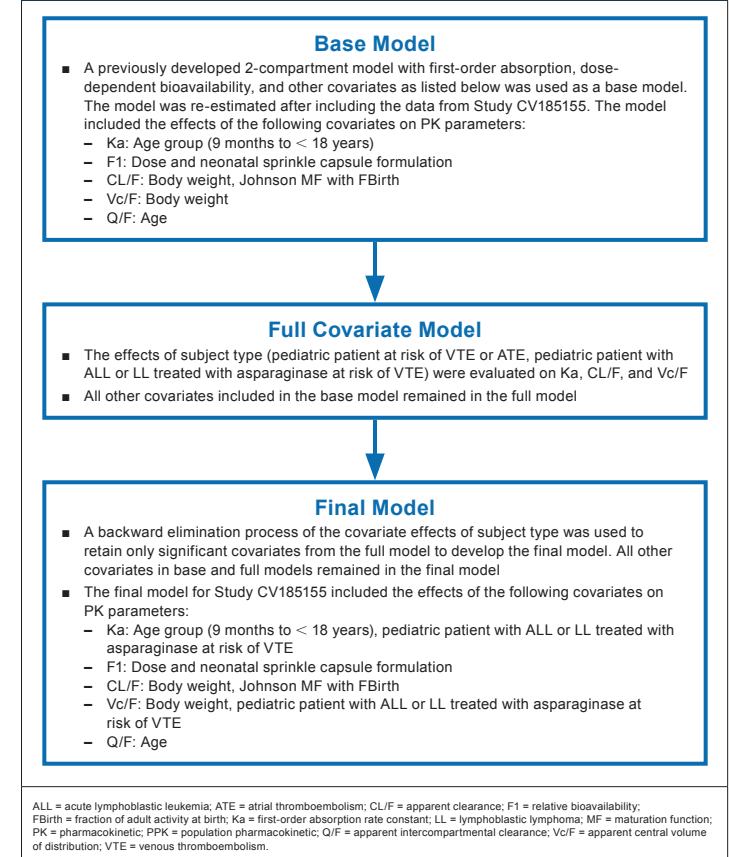 Base Model
■ A previously developed 2-compartment model with first-order absorption, dose-
dependent bioavailability, and other covariates as listed below was used as a base model.
The model was re-estimated after including the data from Study CV185155. The model
included the effects of the following covariates on PK parameters:
– Ka: Age group (9 months to < 18 years)
– F1: Dose and neonatal sprinkle capsule formulation
– CL/F: Body weight, Johnson MF with FBirth
– Vc/F: Body weight
– Q/F: Age
Full Covariate Model
■ The effects of subject type (pediatric patient at risk of VTE or ATE, pediatric patient with
ALL or LL treated with asparaginase at risk of VTE) were evaluated on Ka, CL/F, and Vc/F
■ All other covariates included in the base model remained in the full model
Final Model
■ A backward elimination process of the covariate effects of subject type was used to
retain only significant covariates from the full model to develop the final model. All other
covariates in base and full models remained in the final model
■ The final model for Study CV185155 included the effects of the following covariates on
PK parameters:
– Ka: Age group (9 months to < 18 years), pediatric patient with ALL or LL treated with
asparaginase at risk of VTE
– F1: Dose and neonatal sprinkle capsule formulation
– CL/F: Body weight, Johnson MF with FBirth
– Vc/F: Body weight, pediatric patient with ALL or LL treated with asparaginase at
risk of VTE
– Q/F: Age
ALL = acute lymphoblastic leukemia; ATE = atrial thromboembolism; CL/F = apparent clearance; F1 = relative bioavailability;
FBirth = fraction of adult activity at birth; Ka = first-order absorption rate constant; LL = lymphoblastic lymphoma; MF = maturation function;
PK = pharmacokinetic; PPK = population pharmacokinetic; Q/F = apparent intercompartmental clearance; Vc/F = apparent central volume
of distribution; VTE = venous thromboembolism.